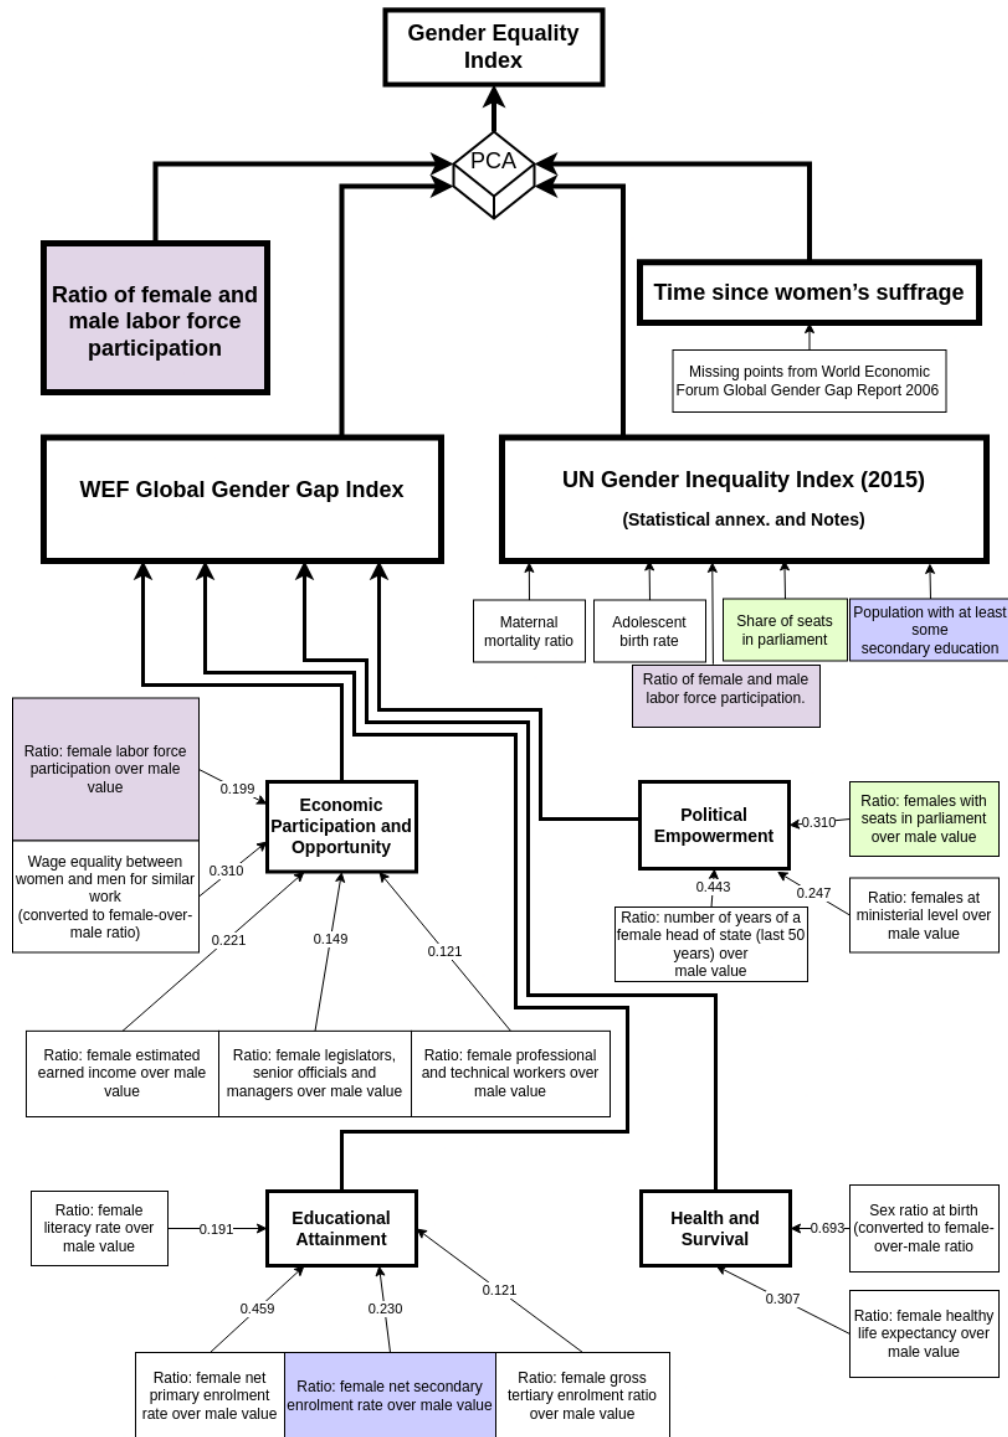 Gender Equality
Index
PCA
Ratio of female and
male labor force
participation
Time since women's suffrage
Missing points from World Economic
Forum Global Gender Gap Report 2006
WEF Global Gender Gap Index
UN Gender Inequality Index (2015)
(Statistical annex. and Notes)
Maternal
mortality ratio
Adolescent
birth rate
Share of seats
in parliament
Population with at least
some
secondary education
Ratio of female and male
labor force participation.
Ratio: female labor force
participation over male
value
0.199
Economic
Participation and
Opportunity
Wage equality between
women and men for similar
work
(converted to female-over-
male ratio)
0.310
0.221
0.149
0.121
Political
Empowerment
0.310
Ratio: females with
seats in parliament
over male value
0.443
0.247
Ratio: number of years of a
female head of state (last 50
years) over
male value
Ratio: females at
ministerial level over
male value
Ratio: female estimated
earned income over male
value
Ratio: female legislators,
senior officials and
managers over male value
Ratio: female professional
and technical workers over
male value
Ratio: female
literacy rate over
male value
0.191
Educational
Attainment
Health and
Survival
0.693
Sex ratio at birth
(converted to female-
over-male ratio
0.459
0.230
0.121
0.307
Ratio: female healthy
life expectancy over
male value
Ratio: female net
primary enrolment
rate over male value
Ratio: female net secondary
enrolment rate over male value
Ratio: female gross
tertiary enrolment ratio
over male value